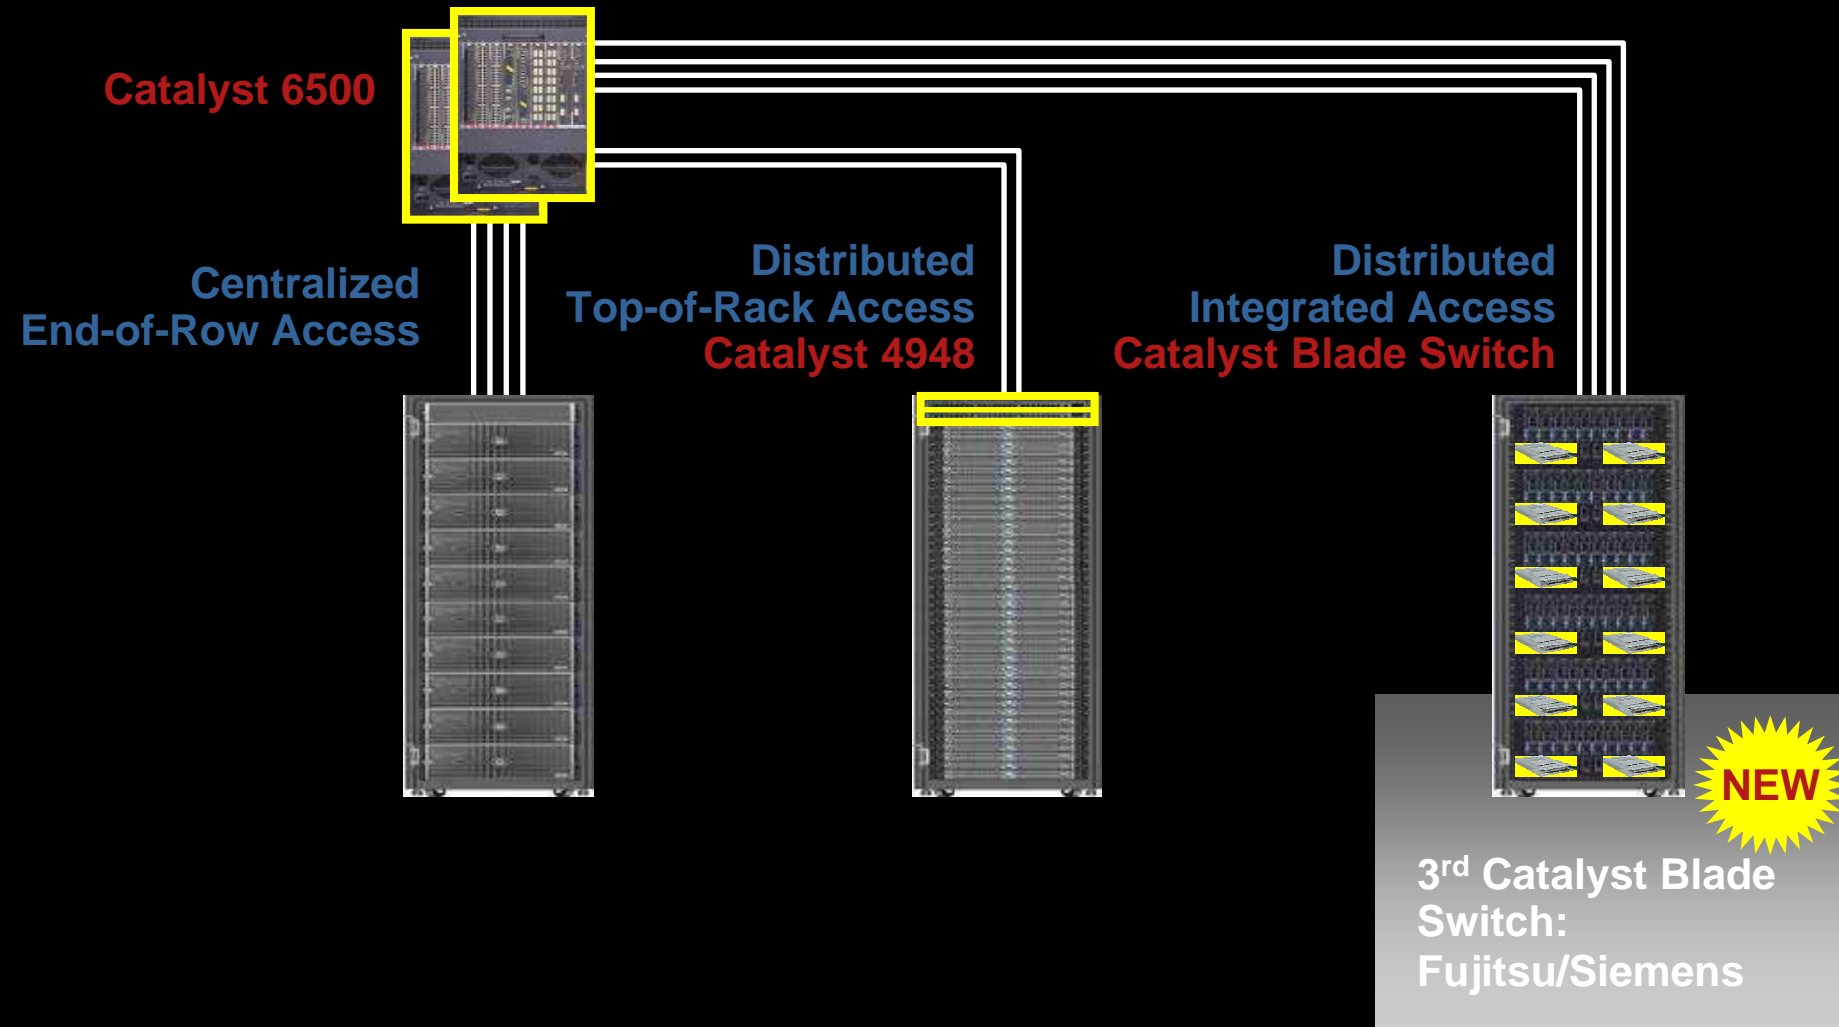 Catalyst 6500
Centralized
End-of-Row Access
Distributed
Top-of-Rack Access
Catalyst 4948
Distributed
Integrated Access
Catalyst Blade Switch
NEW
3rd Catalyst Blade
Switch:
Fujitsu/Siemens